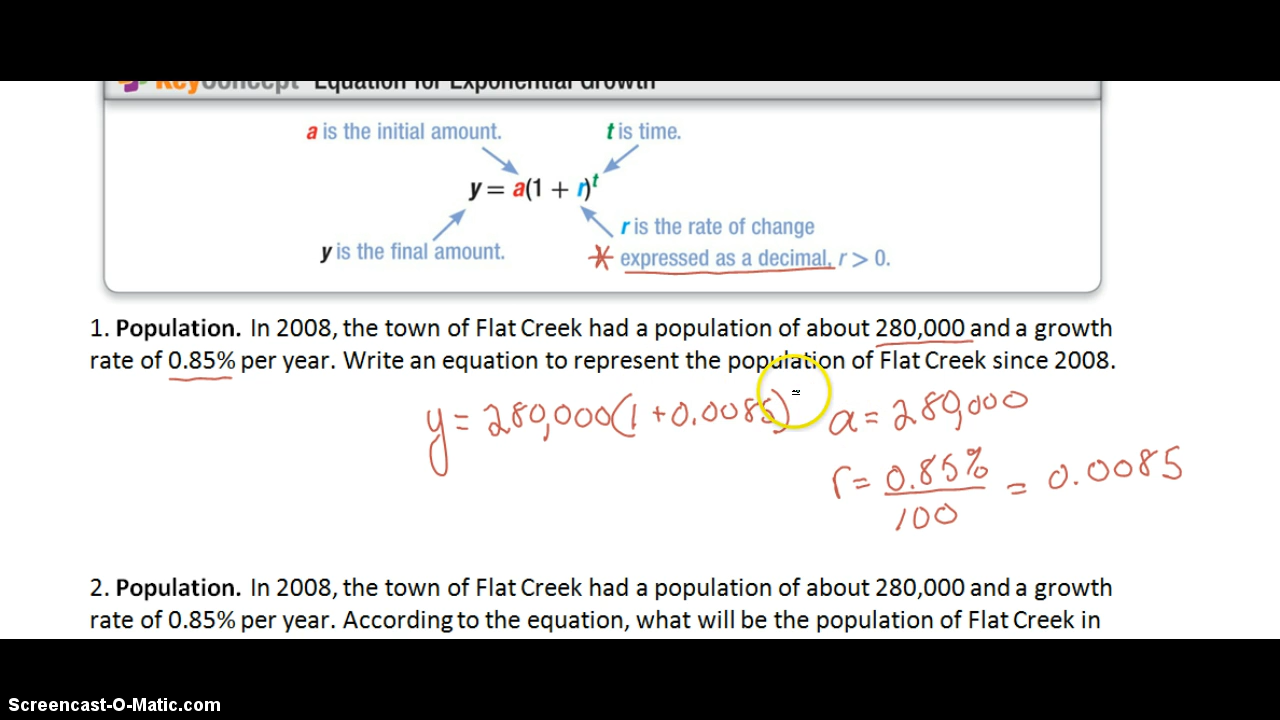 KeyConcept Equation for Exponential Growth
a is the initial amount.
t is time.
y = a(1 + r)^t
r is the rate of change
y is the final amount.
* expressed as a decimal, r > 0.
1. Population. In 2008, the town of Flat Creek had a population of about 280,000 and a growth
rate of 0.85% per year. Write an equation to represent the population of Flat Creek since 2008.
y = 280,000(1 + 0.0085)
a = 280,000
r = 0.85% / 100 = 0.0085
2. Population. In 2008, the town of Flat Creek had a population of about 280,000 and a growth
rate of 0.85% per year. According to the equation, what will be the population of Flat Creek in
Screencast-O-Matic.com